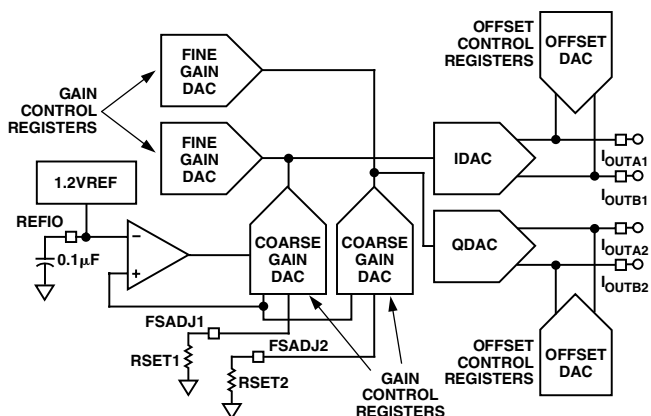 OFFSET
CONTROL
REGISTERS
OFFSET
DAC
FINE
GAIN
DAC
GAIN
CONTROL
REGISTERS
FINE
GAIN
DAC
IDAC
IOUTA1
IOUTB1
1.2VREF
REFIO
0.1µF
−
+
COARSE
GAIN
DAC
COARSE
GAIN
DAC
QDAC
IOUTA2
IOUTB2
FSADJ1
RSET1
FSADJ2
RSET2
GAIN
CONTROL
REGISTERS
OFFSET
CONTROL
REGISTERS
OFFSET
DAC